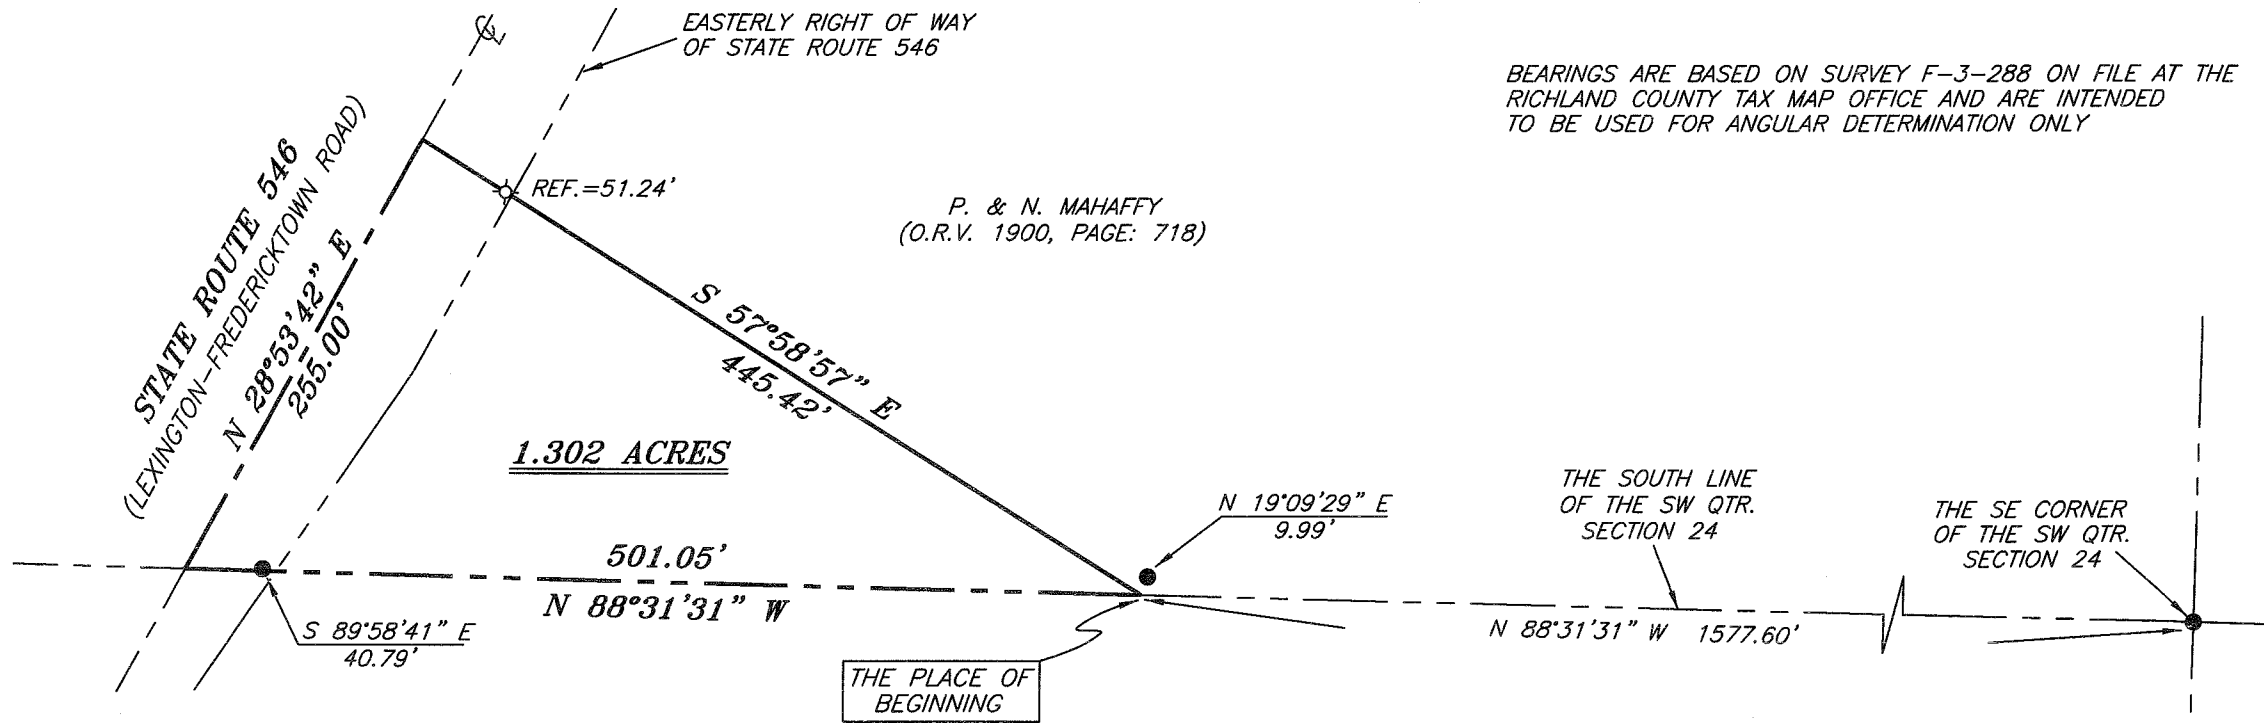 ℄
EASTERLY RIGHT OF WAY
OF STATE ROUTE 546
BEARINGS ARE BASED ON SURVEY F-3-288 ON FILE AT THE
RICHLAND COUNTY TAX MAP OFFICE AND ARE INTENDED
TO BE USED FOR ANGULAR DETERMINATION ONLY
STATE ROUTE 546
(LEXINGTON-FREDERICKTOWN ROAD)
N 28°53'42" E
255.00'
REF.=51.24'
P. & N. MAHAFFY
(O.R.V. 1900, PAGE: 718)
S 57°58'57" E
445.42'
1.302 ACRES
N 19°09'29" E
9.99'
THE SOUTH LINE
OF THE SW QTR.
SECTION 24
THE SE CORNER
OF THE SW QTR.
SECTION 24
501.05'
N 88°31'31" W
S 89°58'41" E
40.79'
N 88°31'31" W 1577.60'
THE PLACE OF
BEGINNING